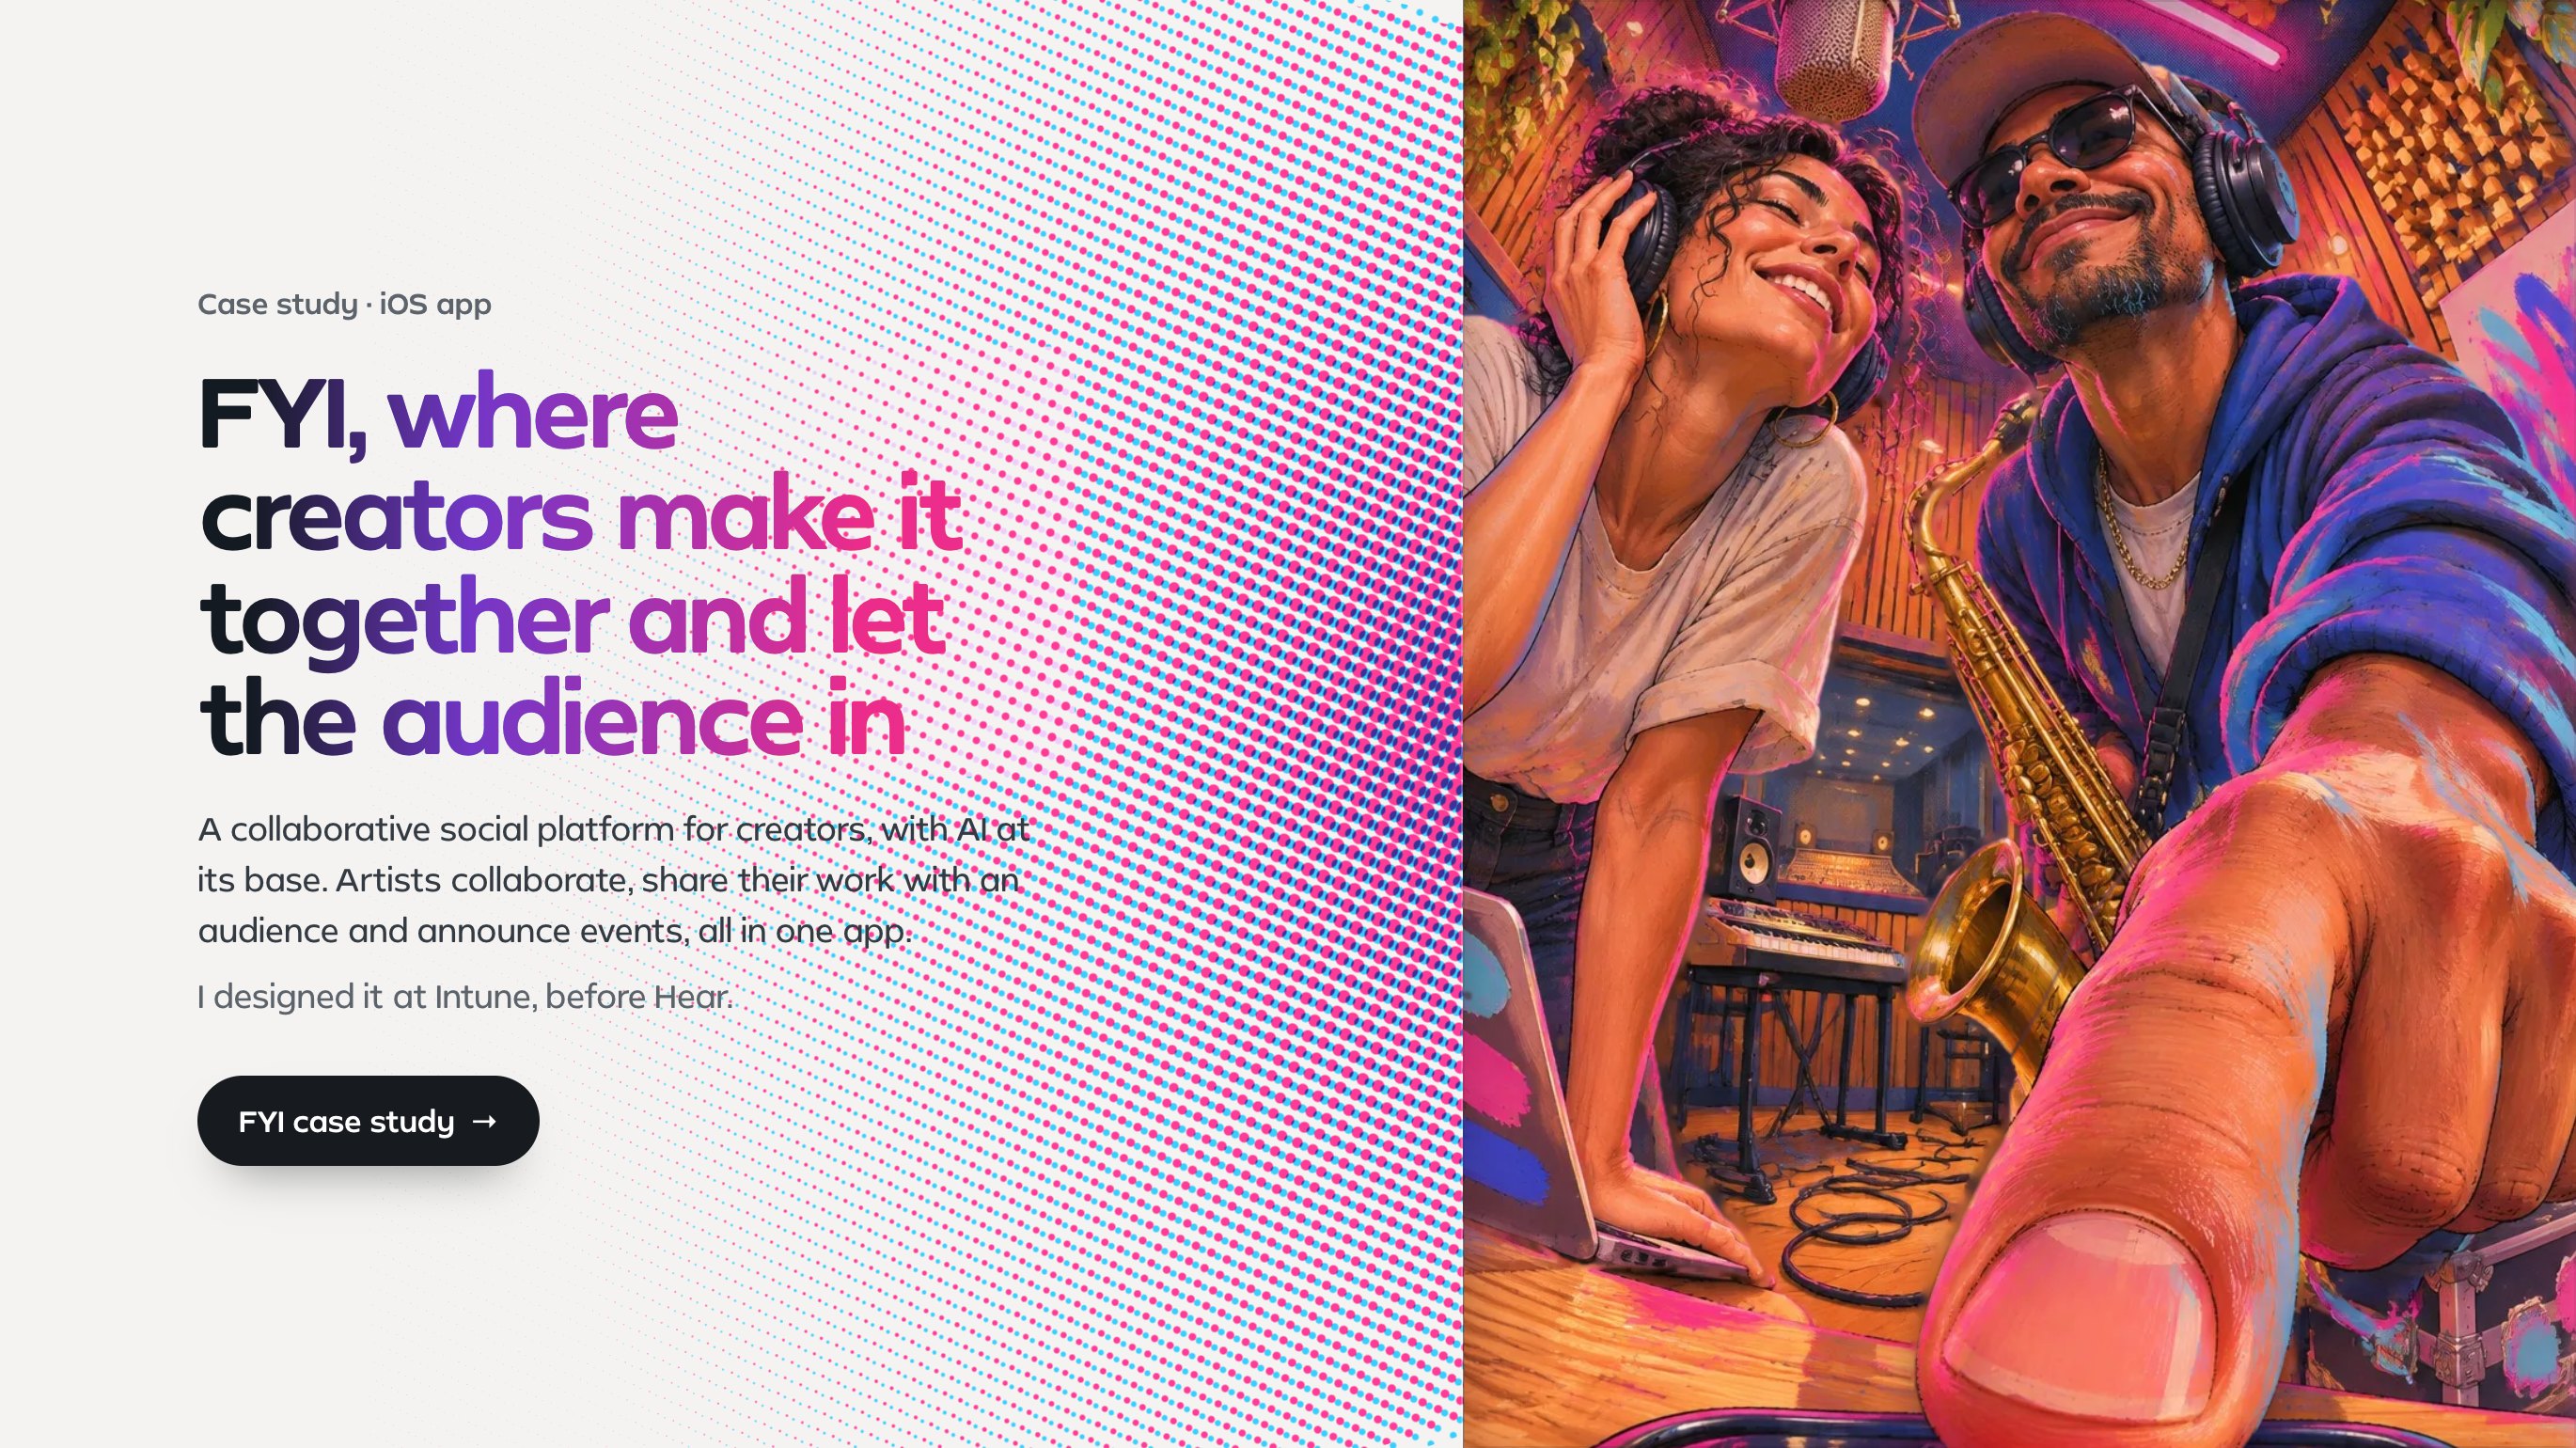 Case study · iOS app
FYI, where
creators make it
together and let
the audience in
A collaborative social platform for creators, with AI at
its base. Artists collaborate, share their work with an
audience and announce events, all in one app.
I designed it at Intune, before Hear.
FYI case study →